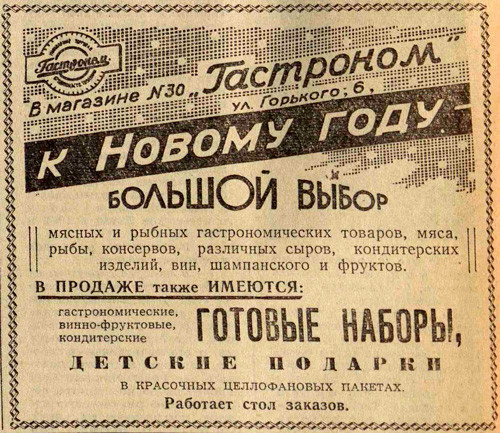 Гастроном
В магазине №30 „Гастроном"
ул. Горького, 6,
к Новому году –
БОЛЬШОЙ ВЫБОР
мясных и рыбных гастрономических товаров, мяса,
рыбы, консервов, различных сыров, кондитерских
изделий, вин, шампанского и фруктов.
В ПРОДАЖЕ также ИМЕЮТСЯ:
гастрономические,
винно-фруктовые,
кондитерские
ГОТОВЫЕ НАБОРЫ,
ДЕТСКИЕ ПОДАРКИ
В КРАСОЧНЫХ ЦЕЛЛОФАНОВЫХ ПАКЕТАХ.
Работает стол заказов.